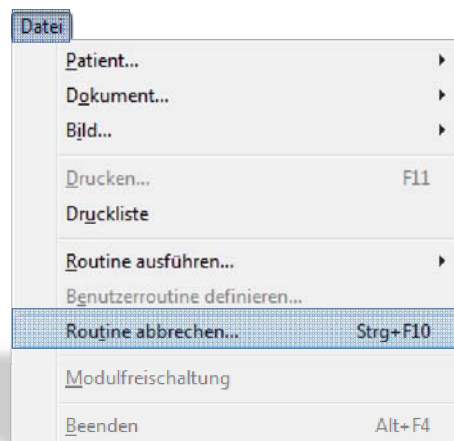 Datei
Patient...
Dokument...
Bild...
Drucken... F11
Druckliste
Routine ausführen...
Benutzerroutine definieren...
Routine abbrechen... Strg+F10
Modulfreischaltung
Beenden Alt+F4